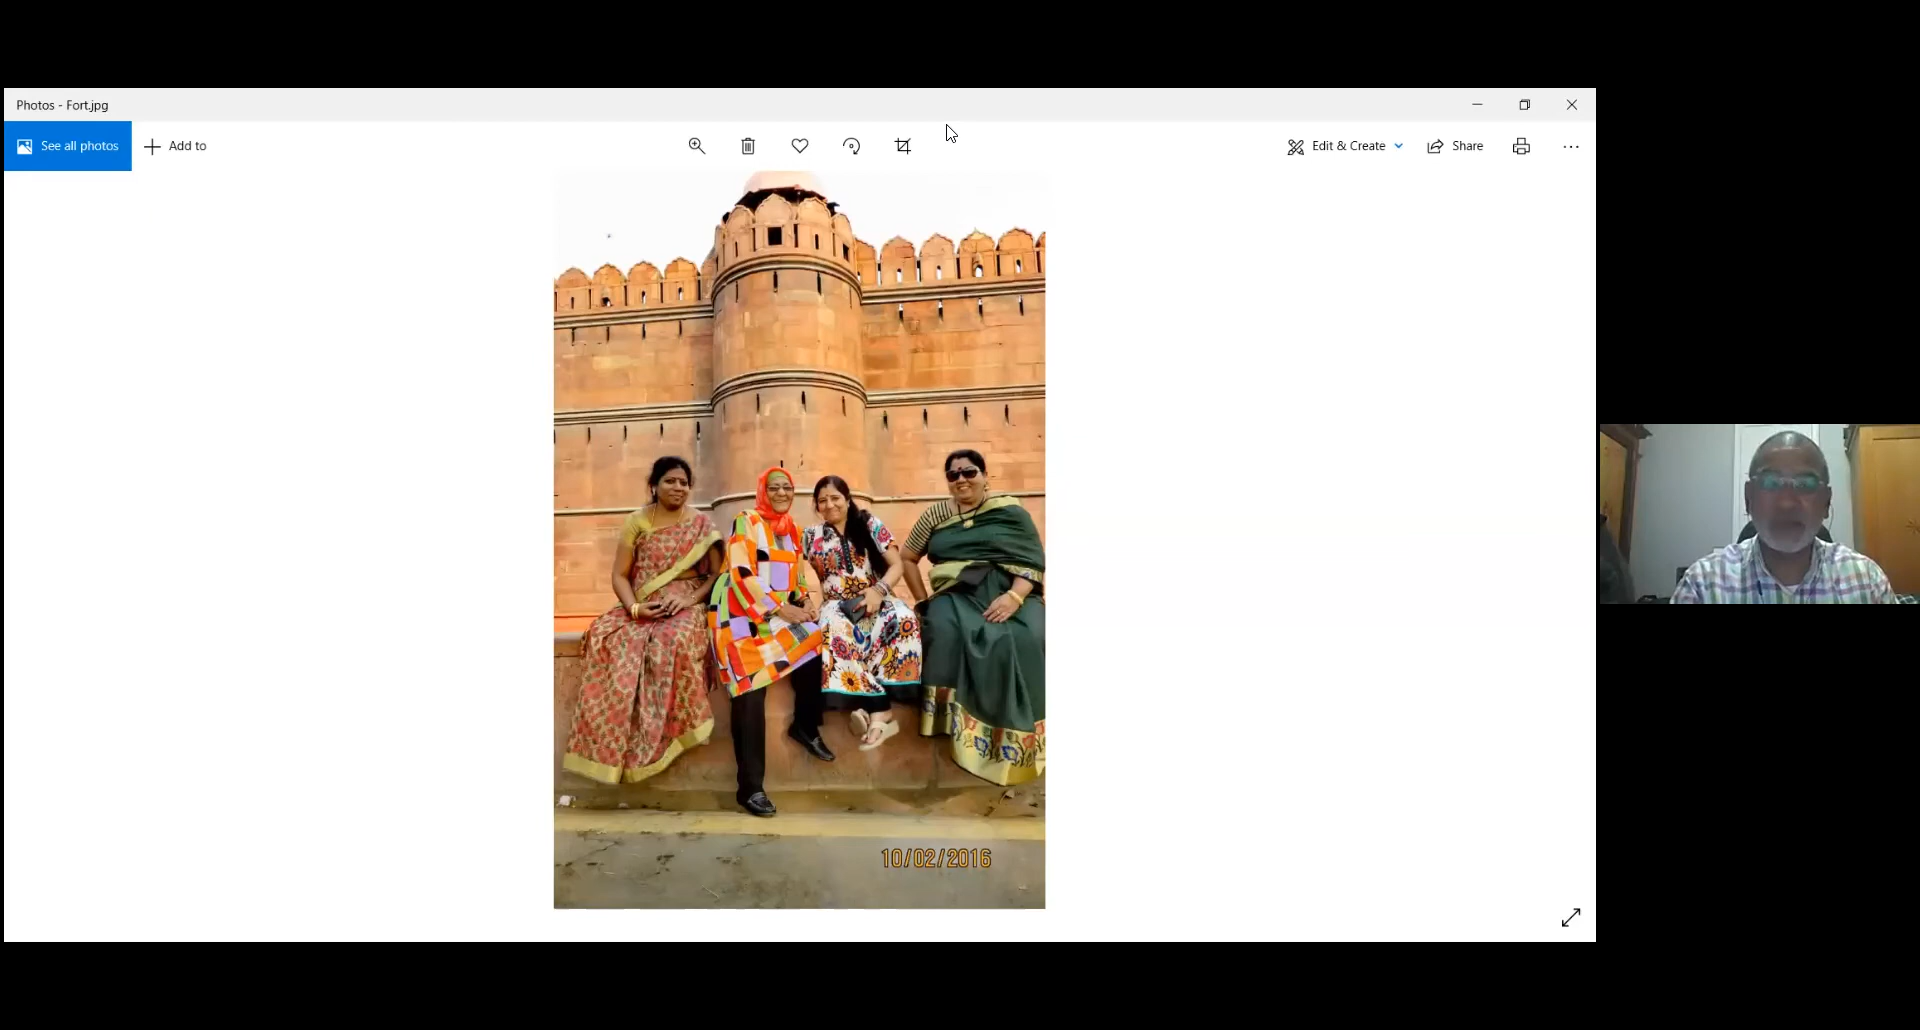 Photos - Fort.jpg
See all photos
Add to
Edit & Create
Share
10/02/2016